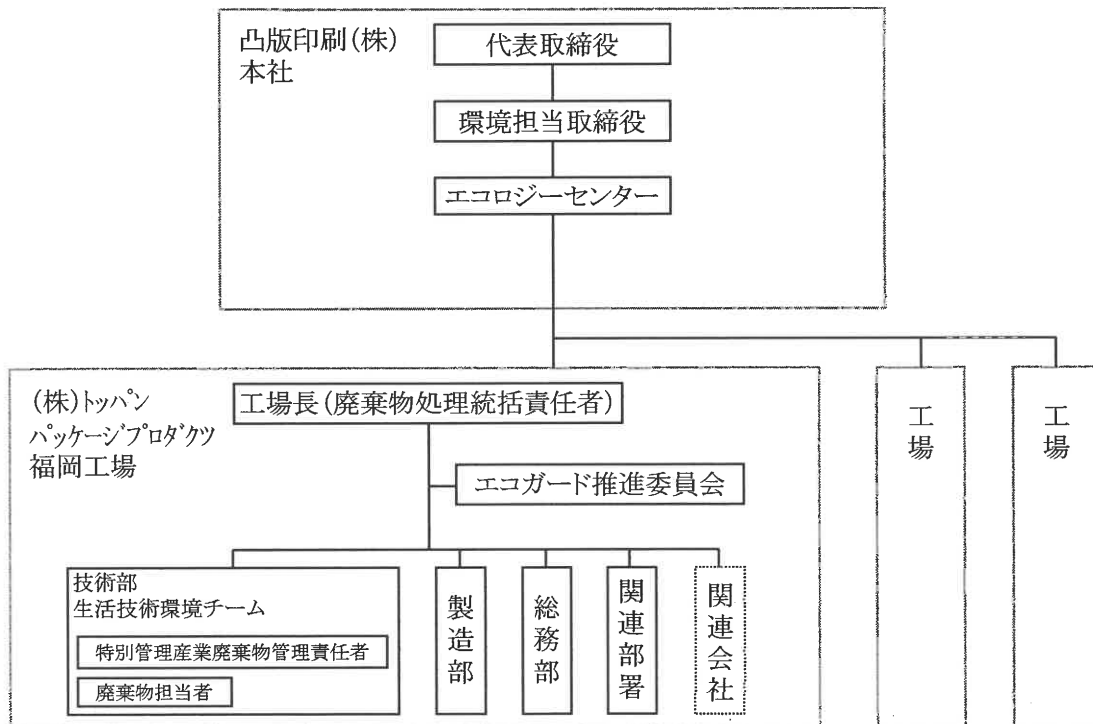 凸版印刷(株)
本社
代表取締役
環境担当取締役
エコロジーセンター
(株)トッパン
パッケージプロダクツ
福岡工場
工場長(廃棄物処理統括責任者)
エコガード推進委員会
技術部
生活技術環境チーム
特別管理産業廃棄物管理責任者
廃棄物担当者
製造部
総務部
関連部署
関連会社
工場
工場